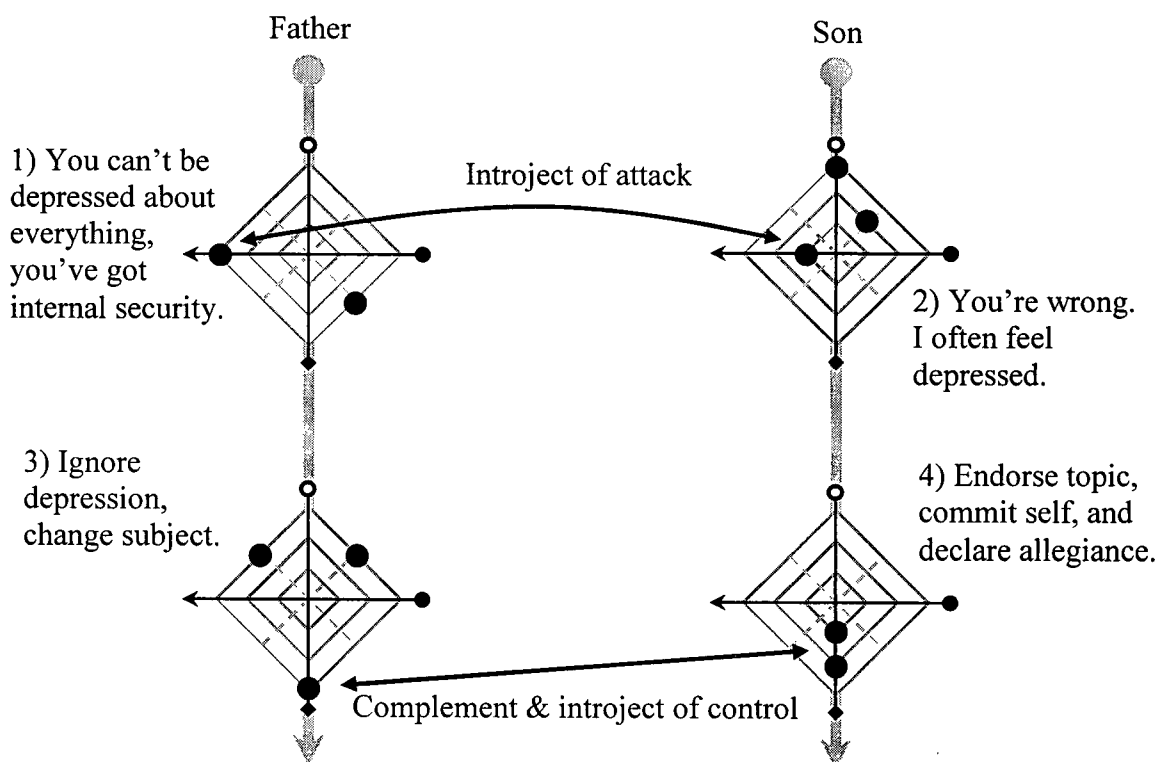 Father
Son
1) You can't be
depressed about
everything,
you've got
internal security.
Introject of attack
2) You're wrong.
I often feel
depressed.
3) Ignore
depression,
change subject.
4) Endorse topic,
commit self, and
declare allegiance.
Complement & introject of control